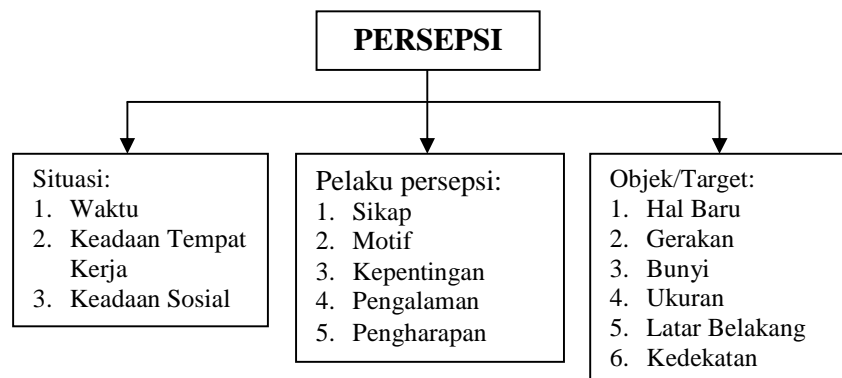 PERSEPSI
Situasi:
1. Waktu
2. Keadaan Tempat
Kerja
3. Keadaan Sosial
Pelaku persepsi:
1. Sikap
2. Motif
3. Kepentingan
4. Pengalaman
5. Pengharapan
Objek/Target:
1. Hal Baru
2. Gerakan
3. Bunyi
4. Ukuran
5. Latar Belakang
6. Kedekatan